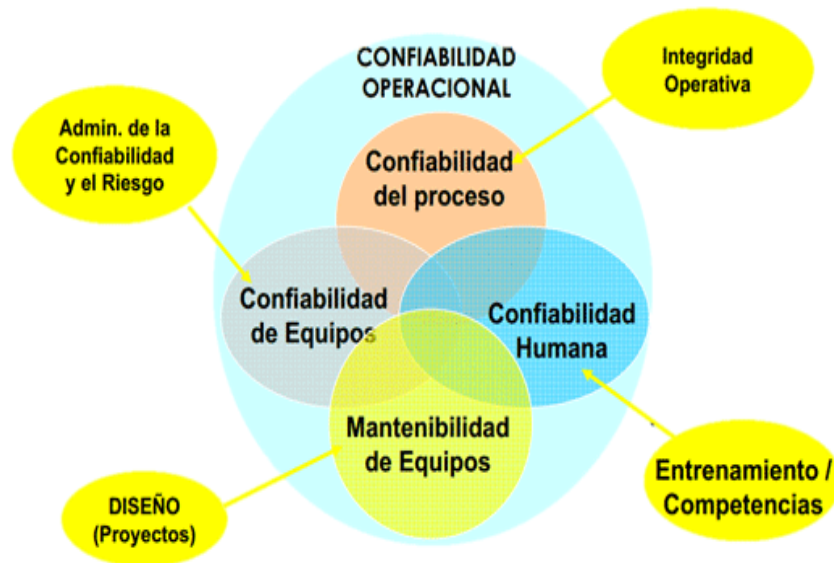 CONFIABILIDAD
OPERACIONAL
Integridad
Operativa
Admin. de la
Confiabilidad
y el Riesgo
Confiabilidad
del proceso
Confiabilidad
de Equipos
Confiabilidad
Humana
Mantenibilidad
de Equipos
Entrenamiento /
Competencias
DISEÑO
(Proyectos)